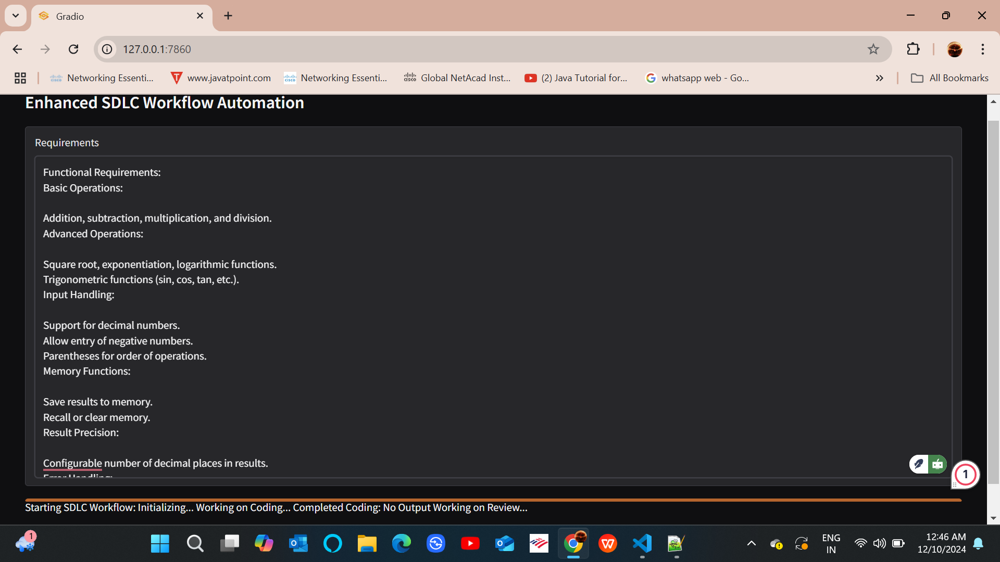 Gradio
127.0.0.1:7860
Networking Essenti...
www.javatpoint.com
Networking Essenti...
Global NetAcad Inst...
(2) Java Tutorial for...
whatsapp web - Go...
All Bookmarks
Enhanced SDLC Workflow Automation
Requirements
Functional Requirements:
Basic Operations:
Addition, subtraction, multiplication, and division.
Advanced Operations:
Square root, exponentiation, logarithmic functions.
Trigonometric functions (sin, cos, tan, etc.).
Input Handling:
Support for decimal numbers.
Allow entry of negative numbers.
Parentheses for order of operations.
Memory Functions:
Save results to memory.
Recall or clear memory.
Result Precision:
Configurable number of decimal places in results.
Error Handling:
1
Starting SDLC Workflow: Initializing... Working on Coding... Completed Coding: No Output Working on Review...
1
ENG
IN
12:46 AM
12/10/2024